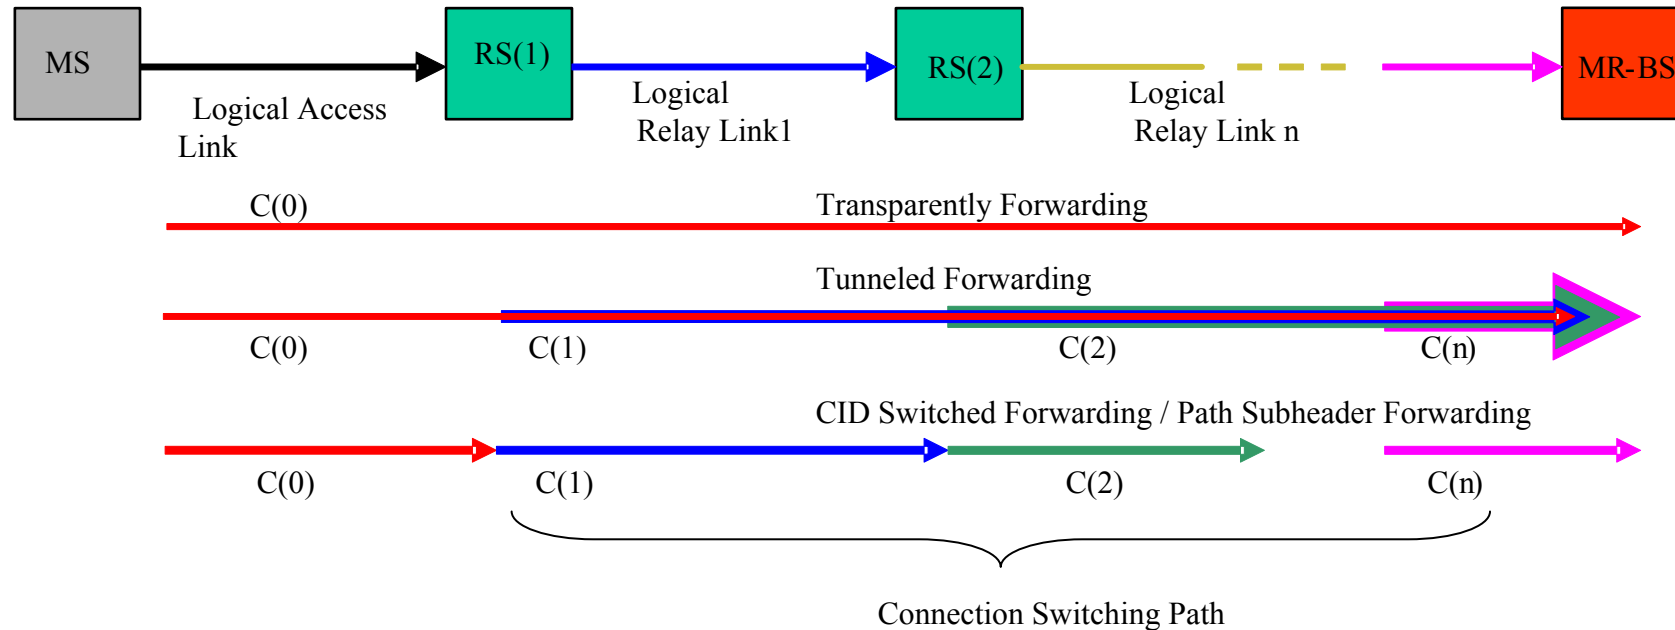 MS
RS(1)
RS(2)
MR-BS
Logical Access
Link
Logical
Relay Link1
Logical
Relay Link n
C(0)
Transparently Forwarding
Tunneled Forwarding
C(0)
C(1)
C(2)
C(n)
CID Switched Forwarding / Path Subheader Forwarding
C(0)
C(1)
C(2)
C(n)
Connection Switching Path